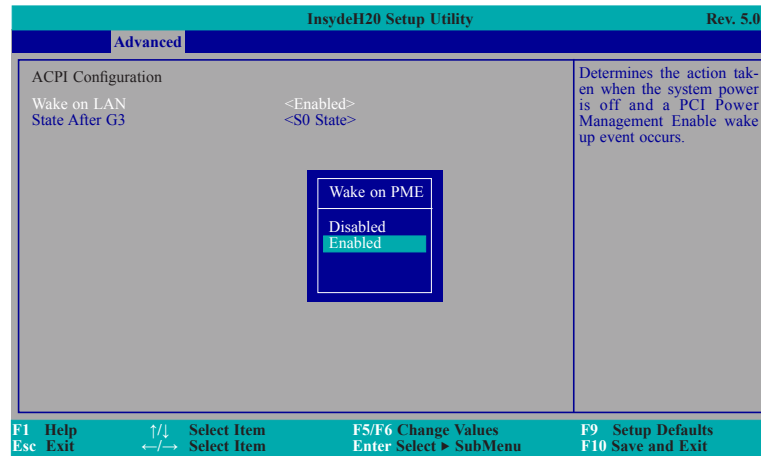 InsydeH20 Setup Utility Rev. 5.0
Advanced
ACPI Configuration
Wake on LAN <Enabled>
State After G3 <S0 State>
Determines the action tak-
en when the system power
is off and a PCI Power
Management Enable wake
up event occurs.
Wake on PME
Disabled
Enabled
F1 Help ↑/↓ Select Item F5/F6 Change Values F9 Setup Defaults
Esc Exit ←/→ Select Item Enter Select ► SubMenu F10 Save and Exit